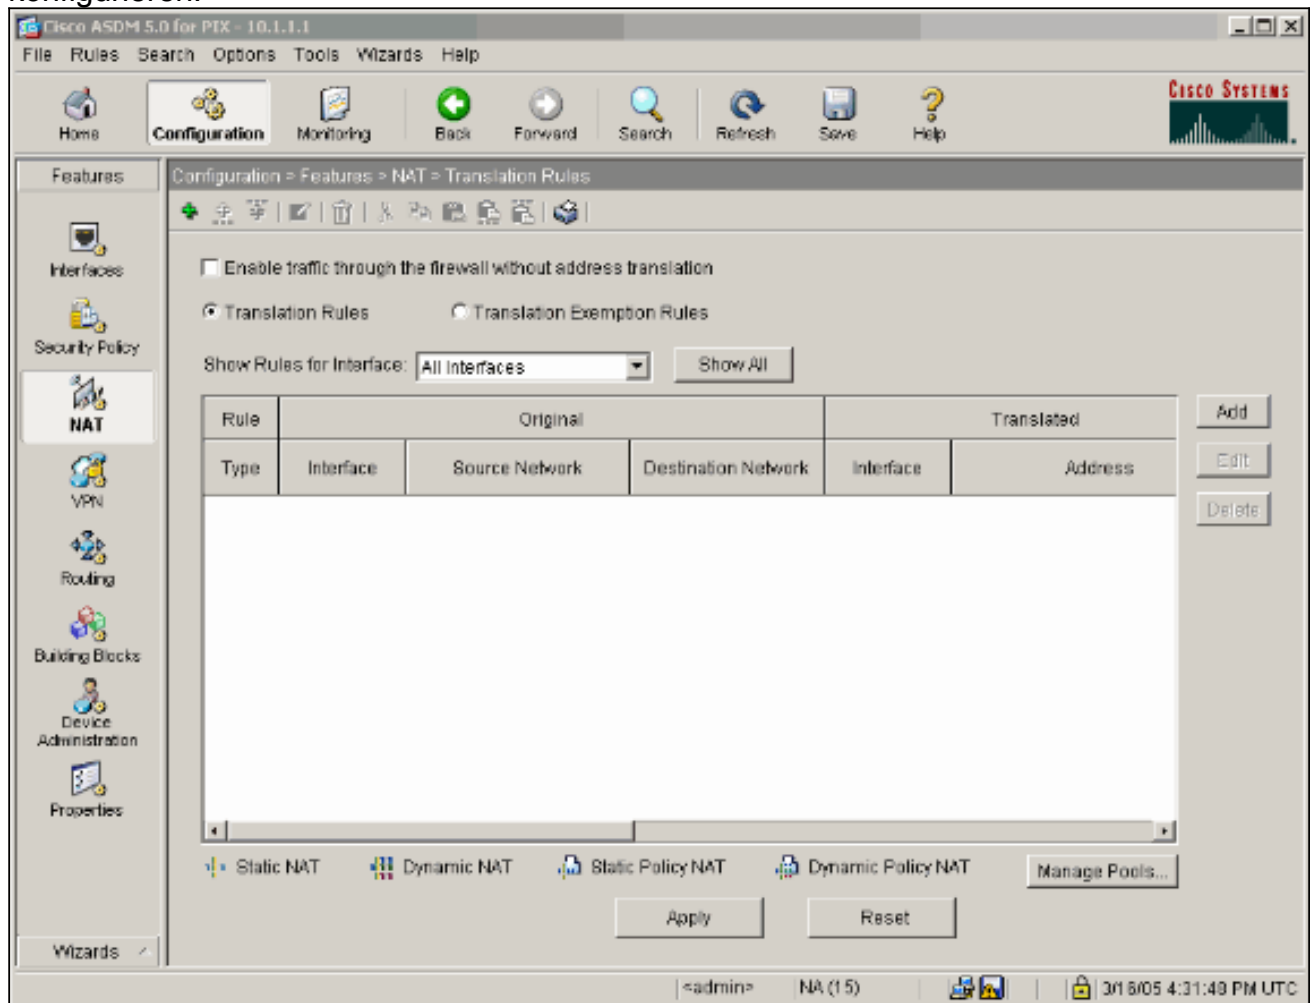 konfigurieren.
Cisco ASDM 5.0 for PIX - 10.1.1.1
File Rules Search Options Tools Wizards Help
Home Configuration Monitoring Back Forward Search Refresh Save Help
CISCO SYSTEMS
Features
Configuration > Features > NAT > Translation Rules
Interfaces
Security Policy
NAT
VPN
Routing
Building Blocks
Device
Administration
Properties
Wizards
Enable traffic through the firewall without address translation
Translation Rules Translation Exemption Rules
Show Rules for Interface: All Interfaces Show All
Rule Original Translated
Type Interface Source Network Destination Network Interface Address
Add
Edit
Delete
Static NAT Dynamic NAT Static Policy NAT Dynamic Policy NAT Manage Pools...
Apply Reset
<admin> NA (15) 3/16/05 4:31:48 PM UTC